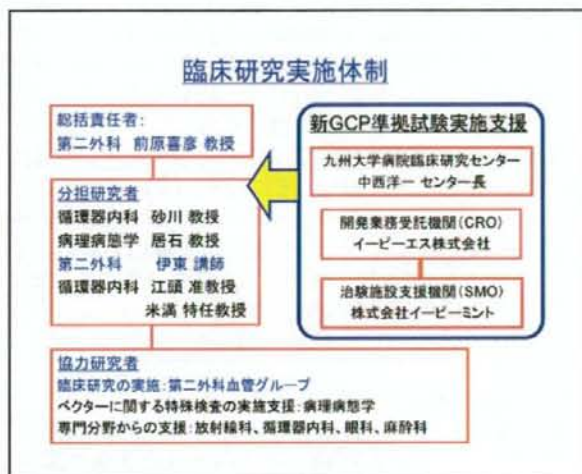 臨床研究実施体制
総括責任者:
第二外科 前原喜彦 教授
分担研究者
循環器内科 砂川 教授
病理病態学 居石 教授
第二外科 伊東 講師
循環器内科 江頭 准教授
米満 特任教授
新GCP準拠試験実施支援
九州大学病院臨床研究センター
中西洋一 センター長
開発業務受託機関(CRO)
イーピーエス株式会社
治験施設支援機関(SMO)
株式会社イーピーミント
協力研究者
臨床研究の実施:第二外科血管グループ
ベクターに関する特殊検査の実施支援:病理病態学
専門分野からの支援:放射線科、循環器内科、眼科、麻酔科